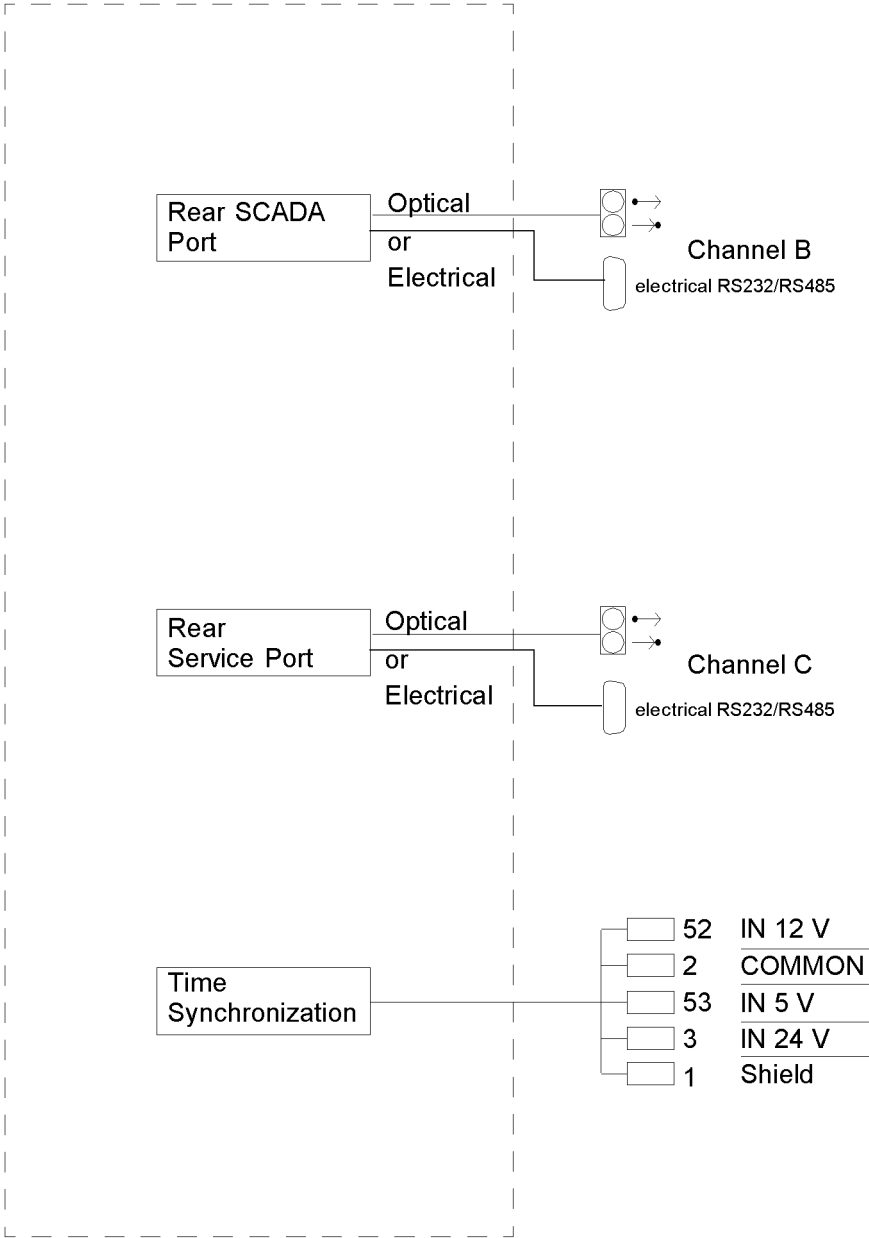 Rear SCADA
Port
Optical
or
Electrical
Channel B
electrical RS232/RS485
Rear
Service Port
Optical
or
Electrical
Channel C
electrical RS232/RS485
Time
Synchronization
52 IN 12 V
2 COMMON
53 IN 5 V
3 IN 24 V
1 Shield